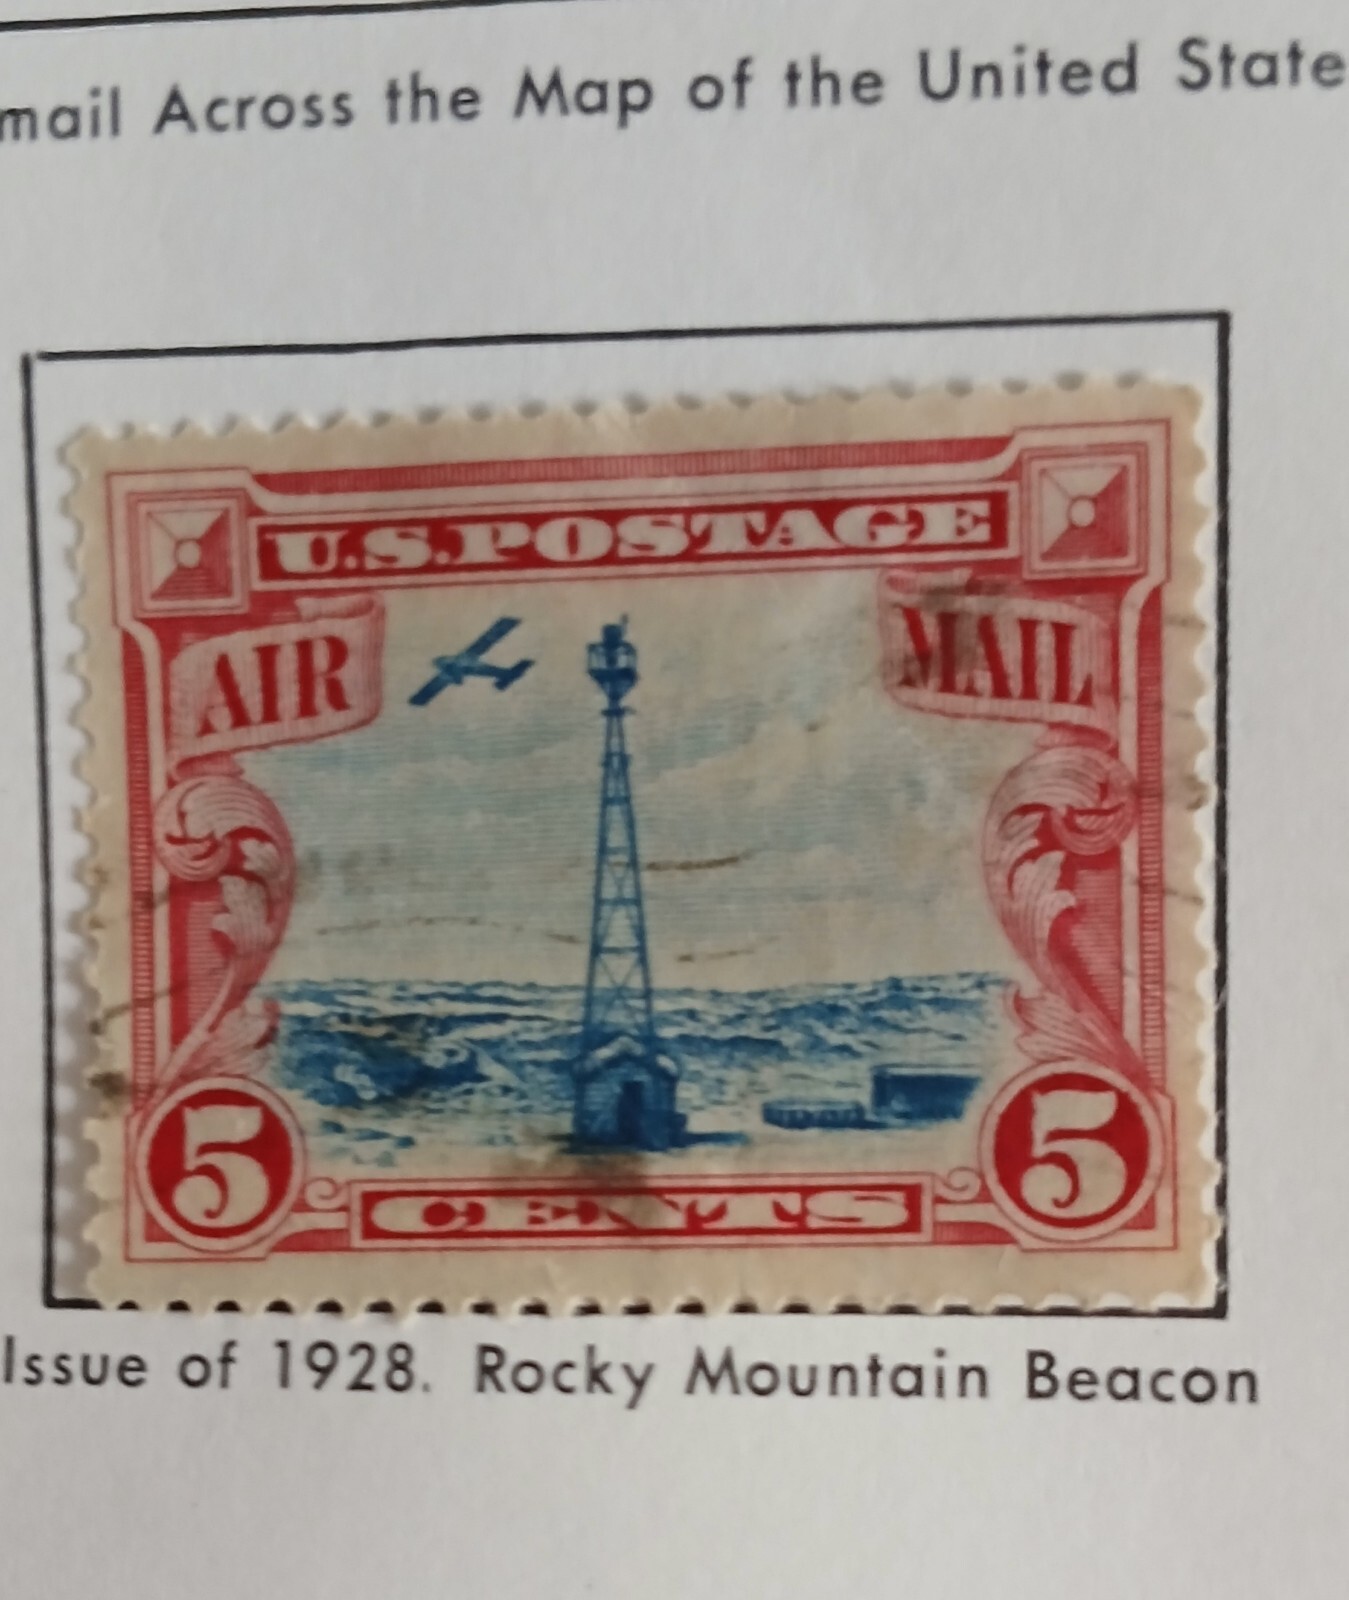 mail Across the Map of the United State
U.S. POSTAGE
AIR MAIL
5 CENTS 5
Issue of 1928. Rocky Mountain Beacon